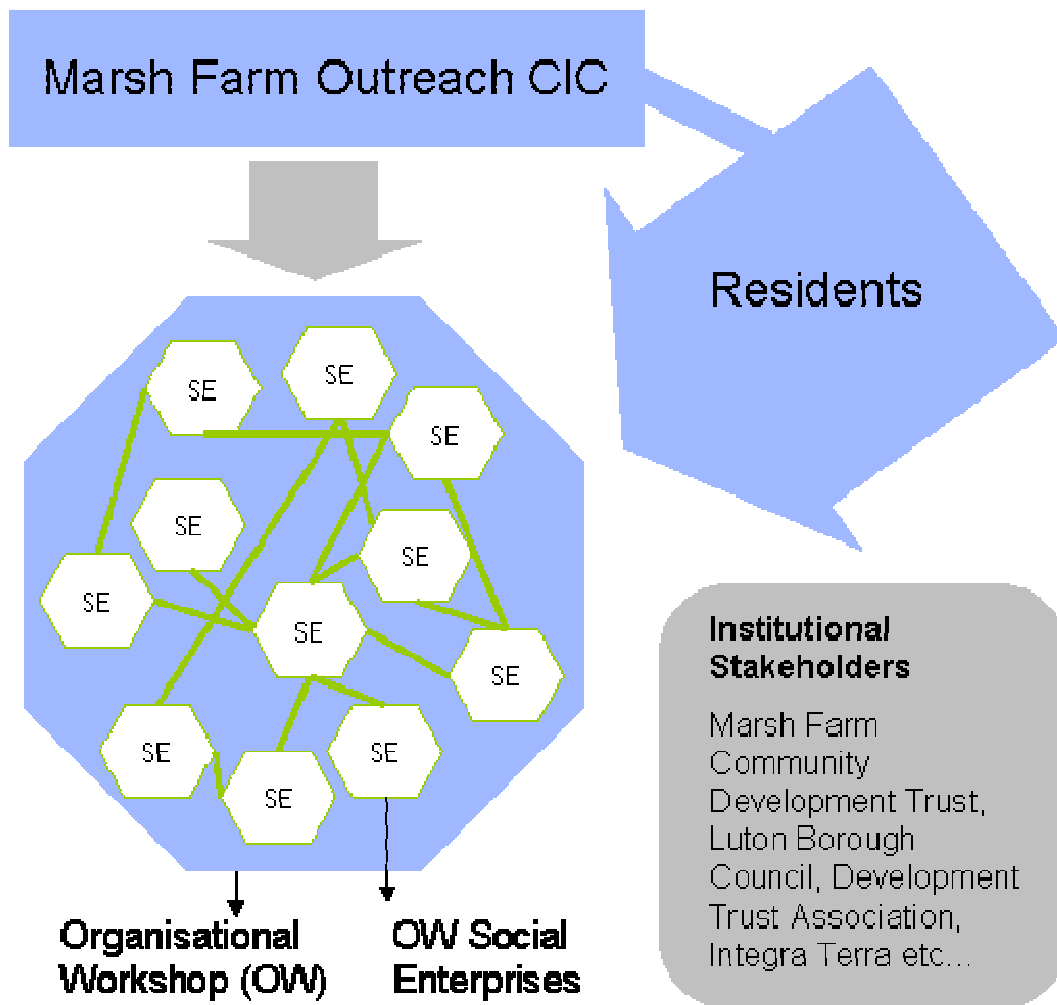 Marsh Farm Outreach CIC
Residents
SE
SE
SE
SE
SE
SE
SE
SE
SE
SE
SE
Organisational
Workshop (OW)
OW Social
Enterprises
Institutional
Stakeholders
Marsh Farm
Community
Development Trust,
Luton Borough
Council, Development
Trust Association,
Integra Terra etc...